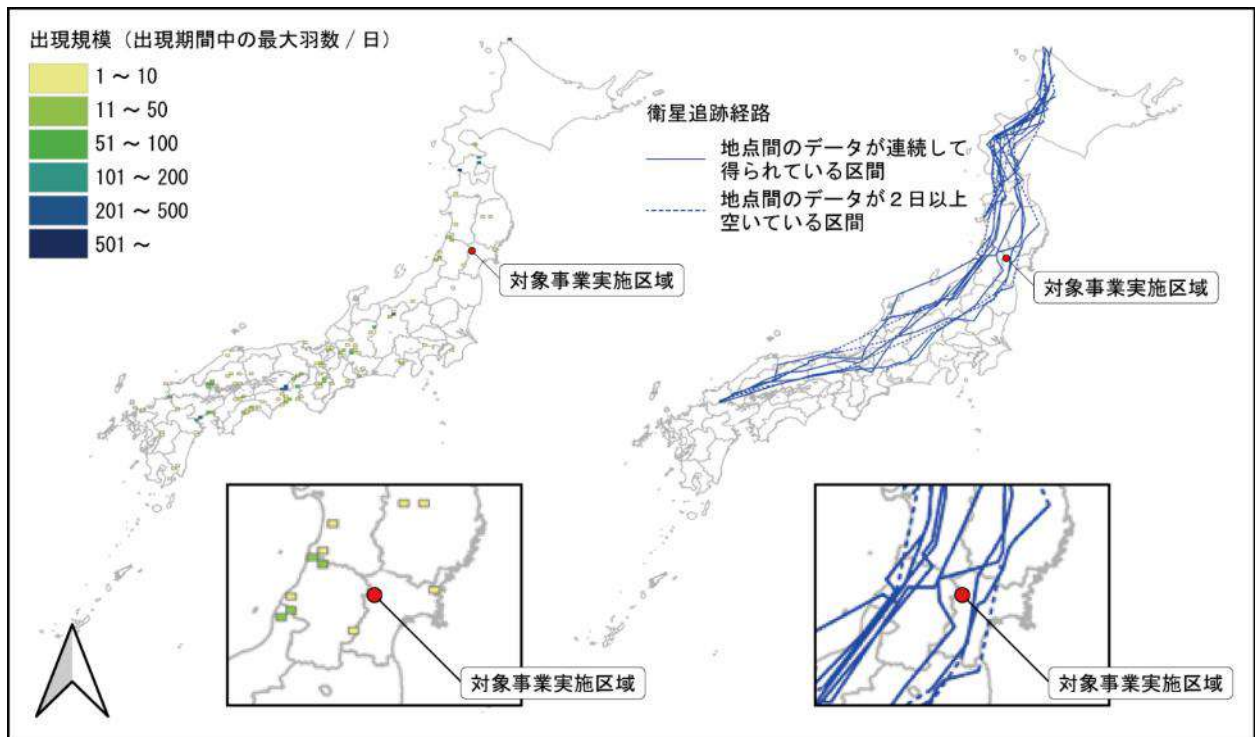 出現規模（出現期間中の最大羽数 / 日）
1 ～ 10
11 ～ 50
51 ～ 100
101 ～ 200
201 ～ 500
501 ～
対象事業実施区域
対象事業実施区域
衛星追跡経路
地点間のデータが連続して
得られている区間
地点間のデータが２日以上
空いている区間
対象事業実施区域
対象事業実施区域